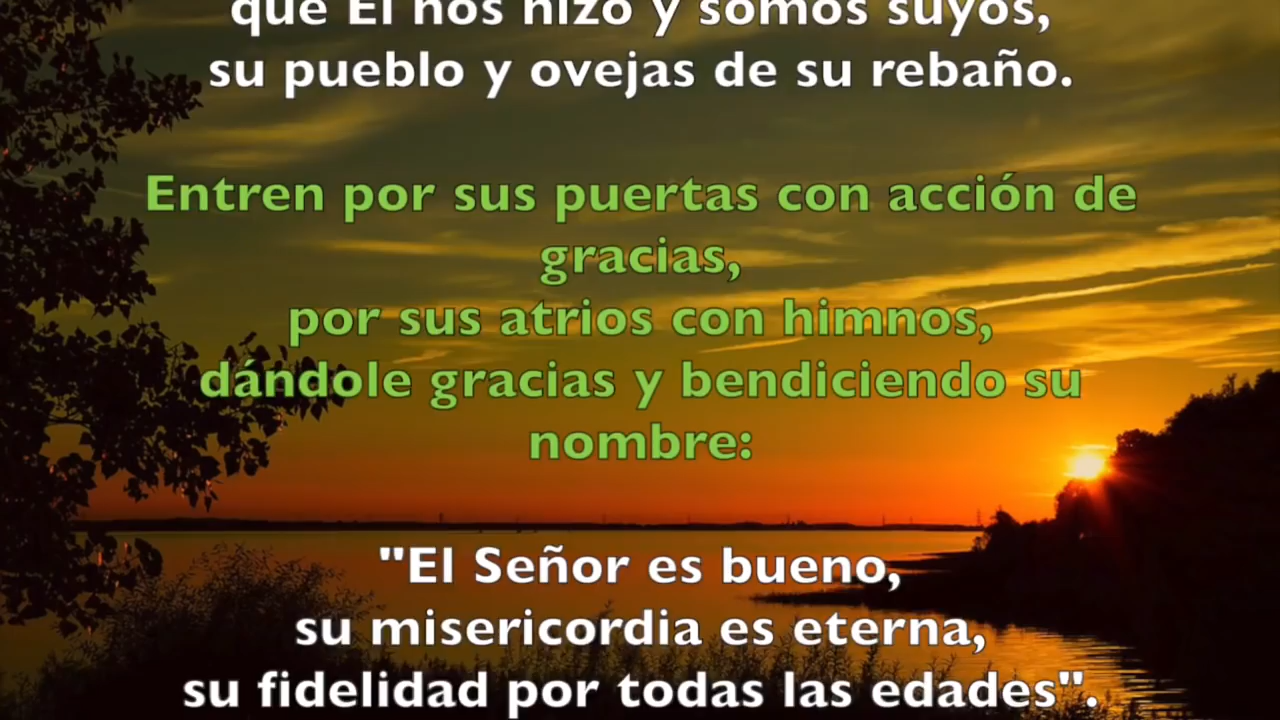 que Él nos hizo y somos suyos,
su pueblo y ovejas de su rebaño.
Entren por sus puertas con acción de
gracias,
por sus atrios con himnos,
dándole gracias y bendiciendo su
nombre:
"El Señor es bueno,
su misericordia es eterna,
su fidelidad por todas las edades".